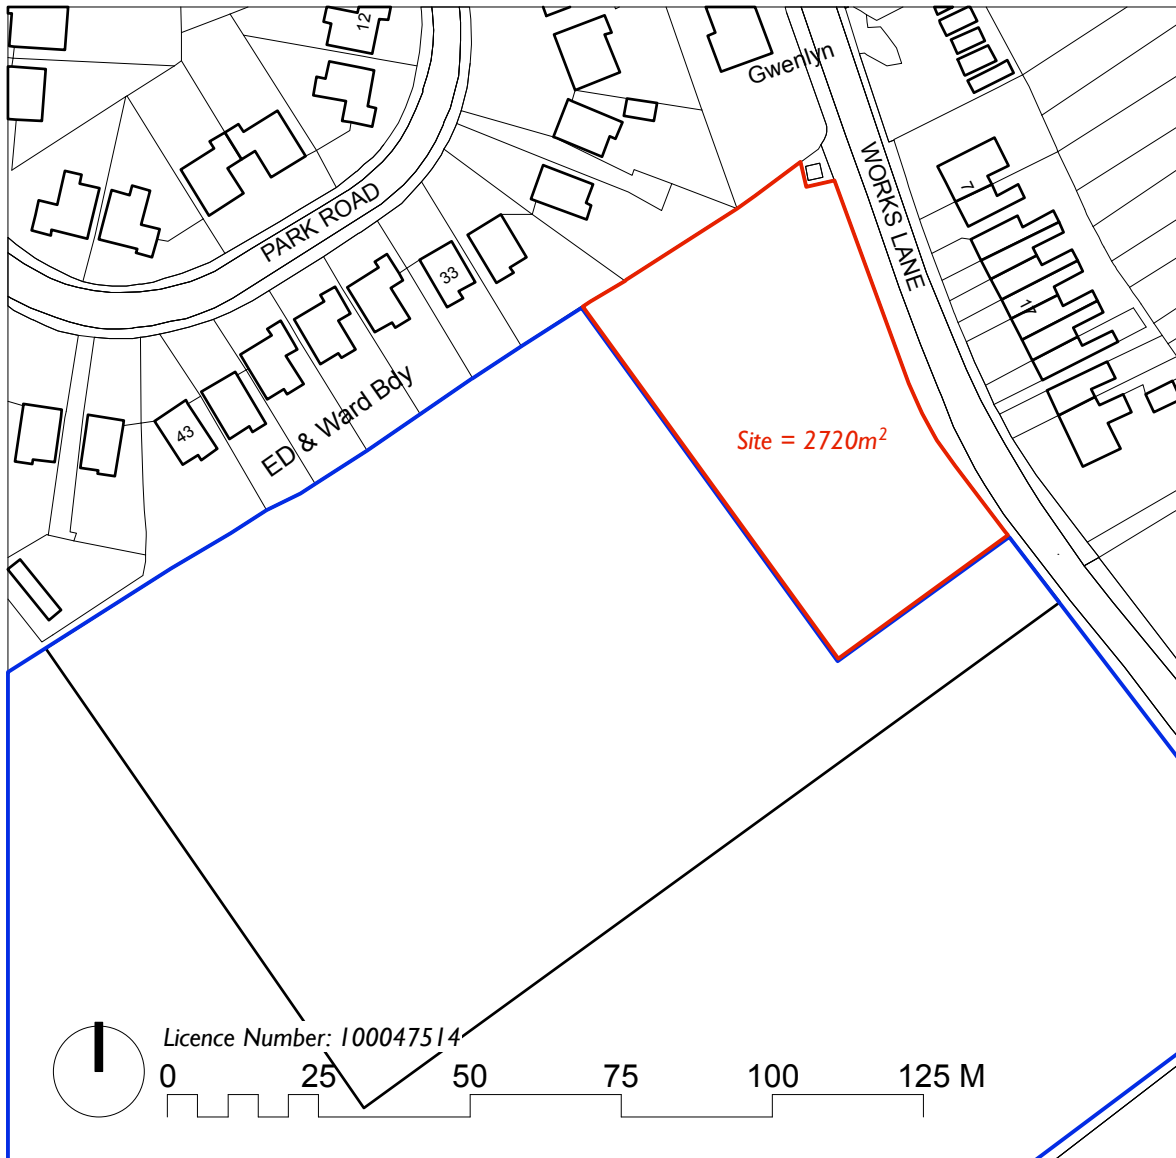 12
Gwenlyn
WORKS LANE
7
PARK ROAD
33
17
ED & Ward Bdy
43
Site = 2720m²
Licence Number: 100047514
0 25 50 75 100 125 M